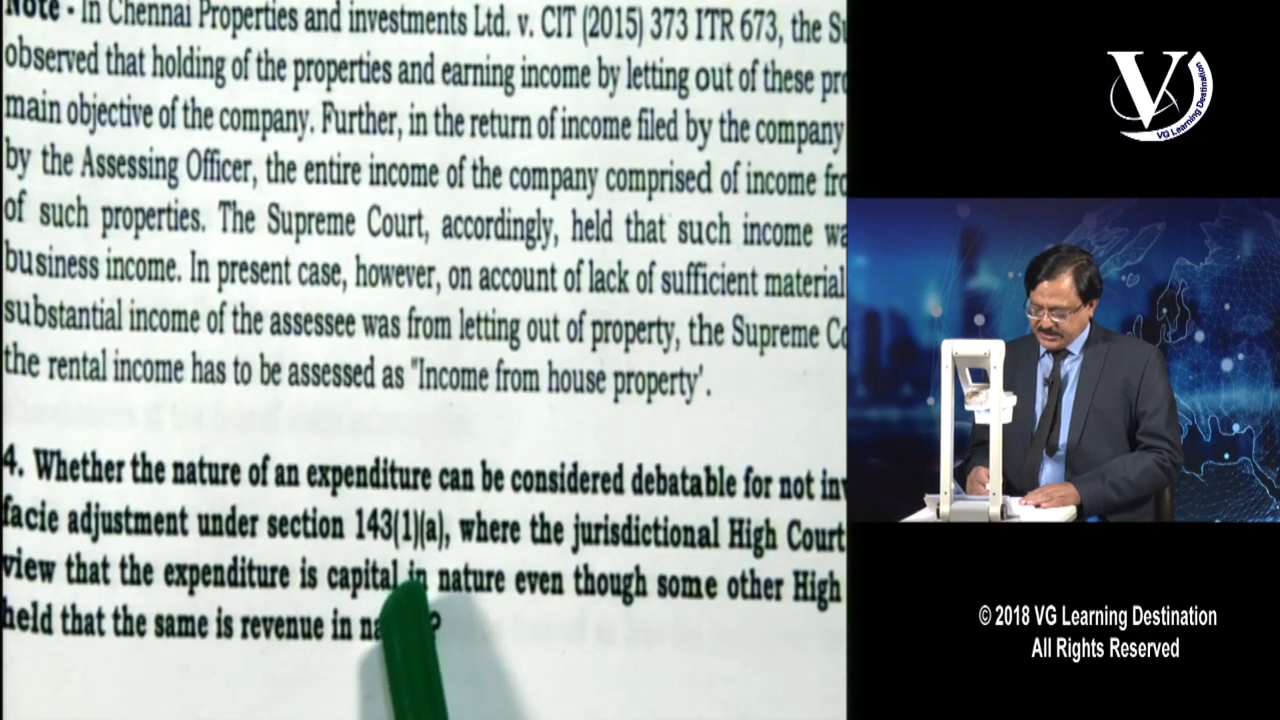 Note - In Chennai Properties and investments Ltd. v. CIT (2015) 373 ITR 673, the
observed that holding of the properties and earning income by letting out of these
main objective of the company. Further, in the return of income filed by the company
by the Assessing Officer, the entire income of the company comprised of income
of such properties. The Supreme Court, accordingly, held that such income
business income. In present case, however, on account of lack of sufficient material
substantial income of the assessee was from letting out of property, the Supreme
the rental income has to be assessed as "Income from house property'.
4. Whether the nature of an expenditure can be considered debatable for not
facie adjustment under section 143(1)(a), where the jurisdictional High Court
view that the expenditure is capital in nature even though some other High
held that the same is revenue in
V
VG Learning Destination
© 2018 VG Learning Destination
All Rights Reserved